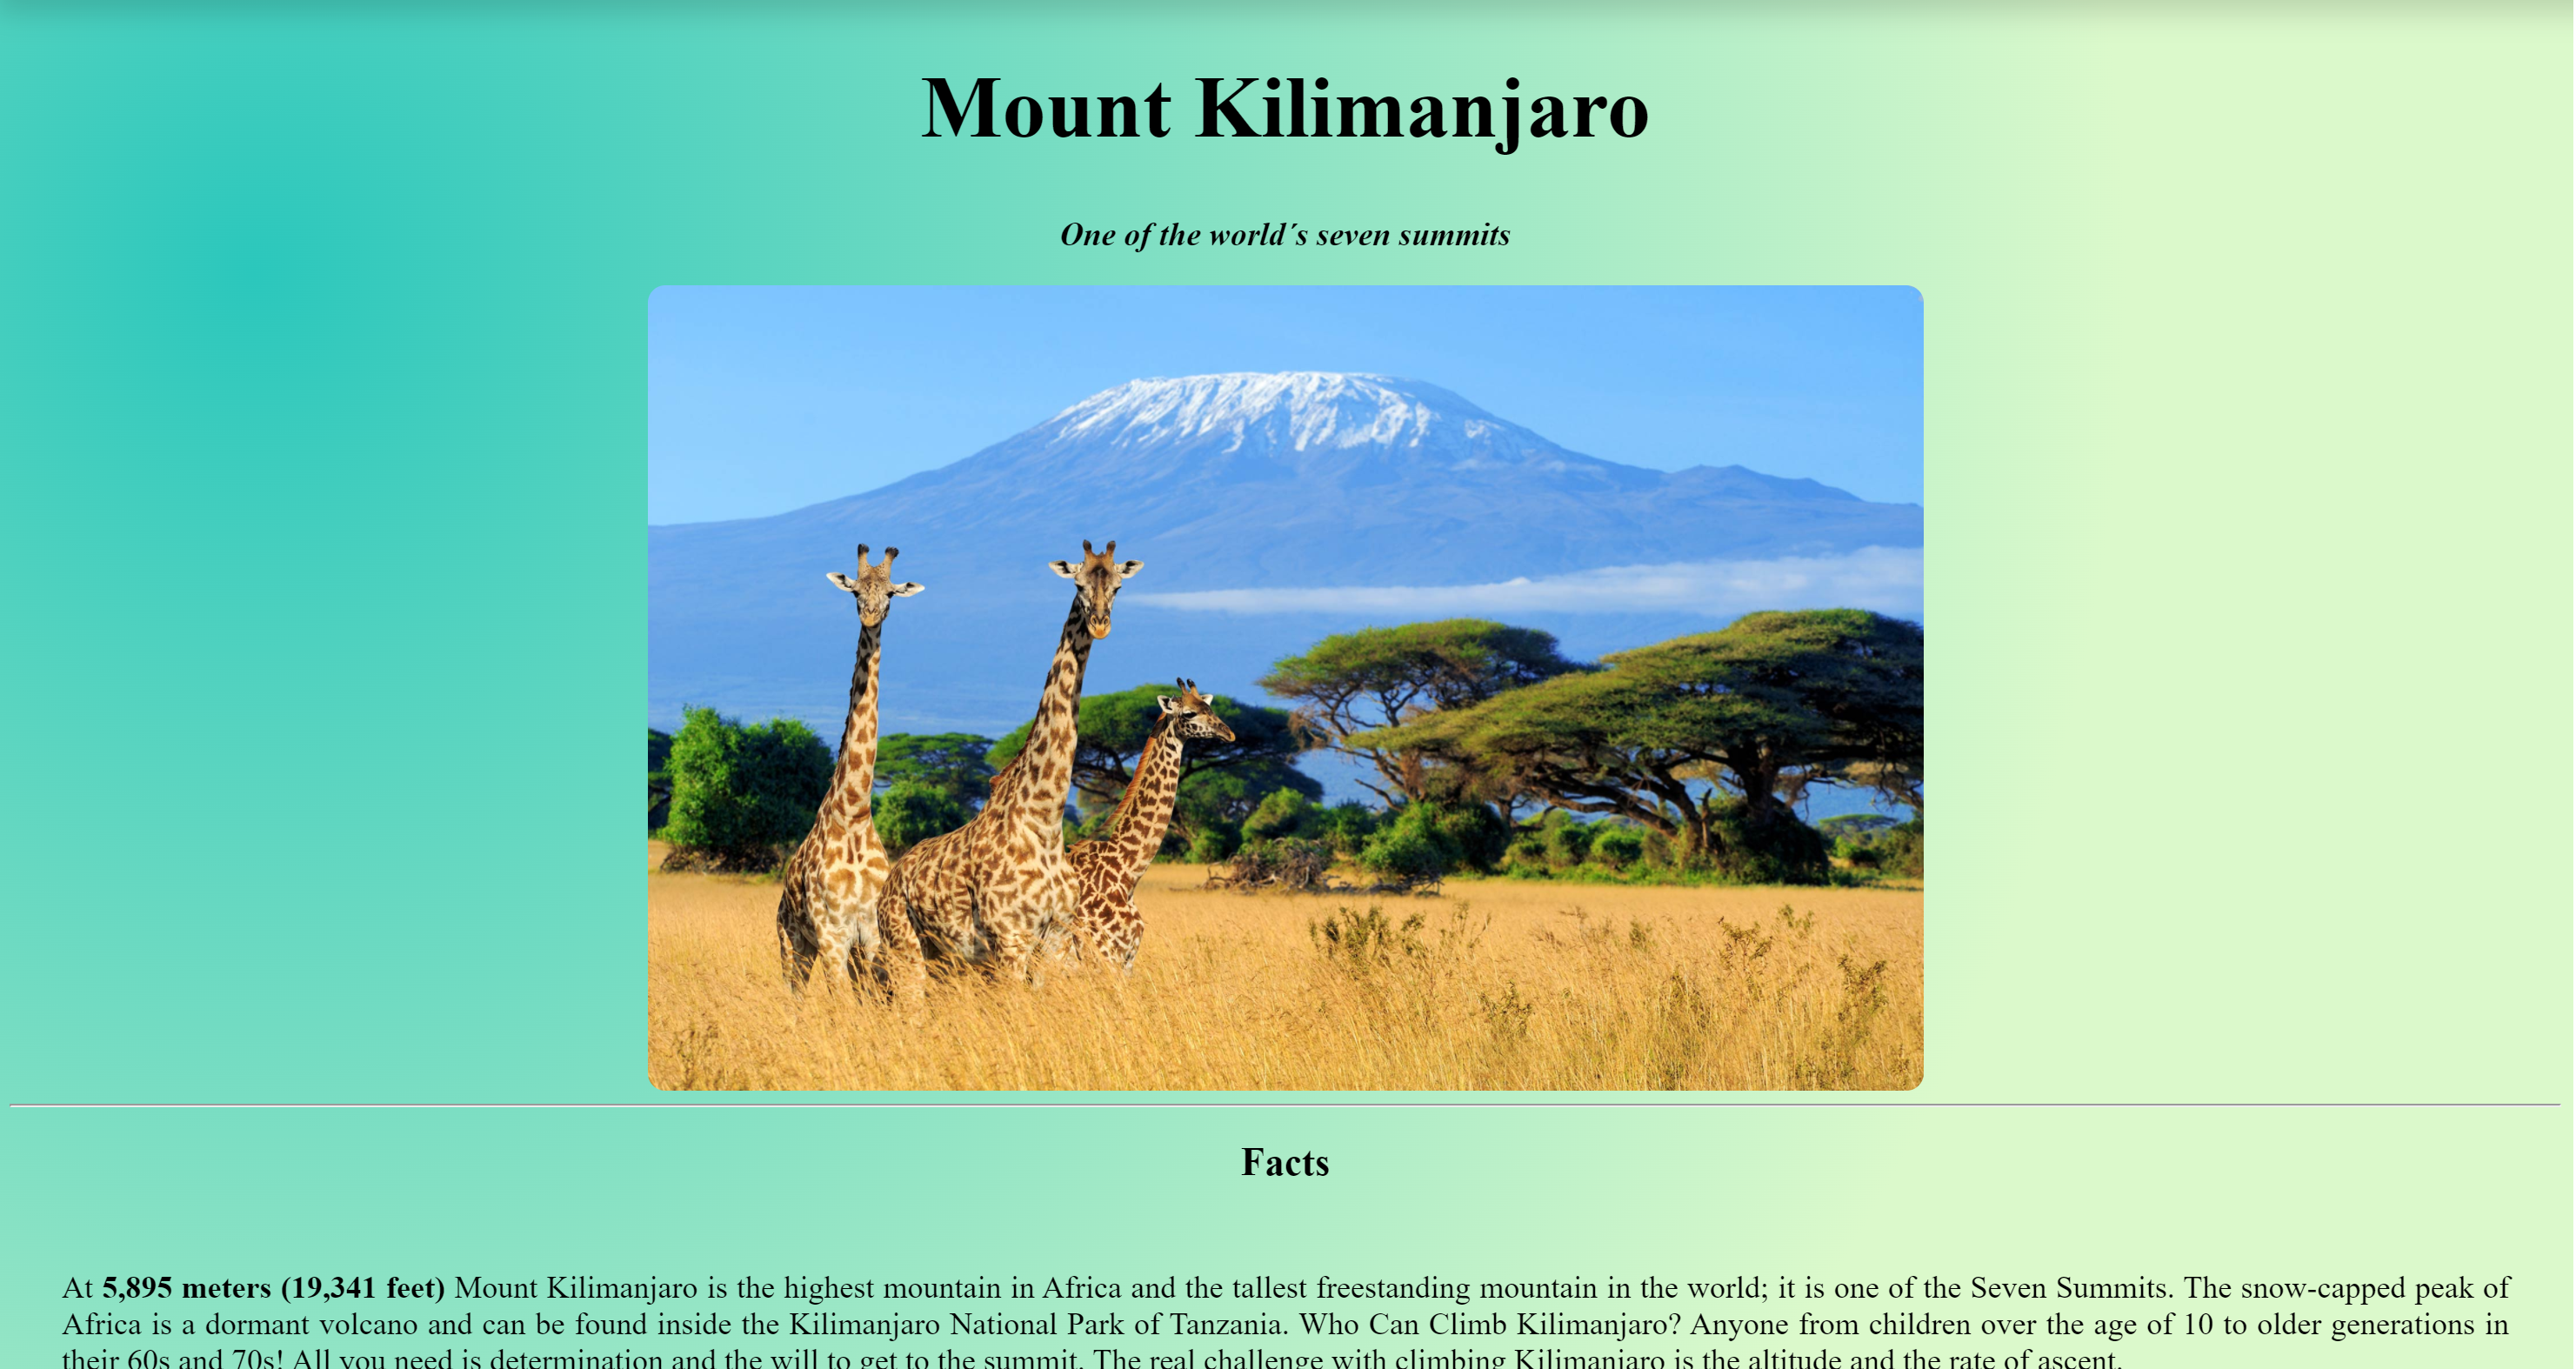 Mount Kilimanjaro
One of the world´s seven summits
Facts
At 5,895 meters (19,341 feet) Mount Kilimanjaro is the highest mountain in Africa and the tallest freestanding mountain in the world; it is one of the Seven Summits. The snow-capped peak of
Africa is a dormant volcano and can be found inside the Kilimanjaro National Park of Tanzania. Who Can Climb Kilimanjaro? Anyone from children over the age of 10 to older generations in
their 60s and 70s! All you need is determination and the will to get to the summit. The real challenge with climbing Kilimanjaro is the altitude and the rate of ascent.